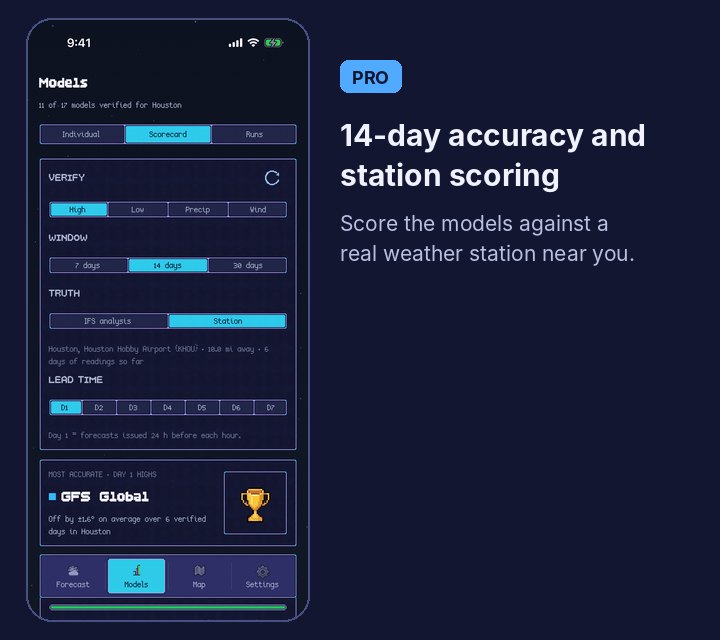 9:41
Models
11 of 17 models verified for Houston
Individual Scorecard Runs
VERIFY
High Low Precip Wind
WINDOW
7 days 14 days 30 days
TRUTH
IFS analysis Station
Houston, Houston Hobby Airport (KHOU) · 10.0 mi away · 6
days of readings so far
LEAD TIME
D1 D2 D3 D4 D5 D6 D7
Day 1 = forecasts issued 24 h before each hour.
MOST ACCURATE · DAY 1 HIGHS
GFS Global
Off by ±1.6° on average over 6 verified
days in Houston
Forecast Models Map Settings
PRO
14-day accuracy and
station scoring
Score the models against a
real weather station near you.